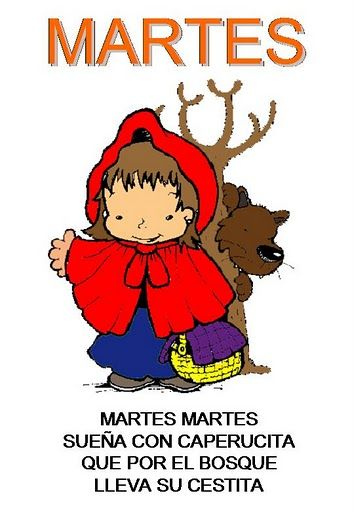 MARTES
MARTES MARTES
SUEÑA CON CAPERUCITA
QUE POR EL BOSQUE
LLEVA SU CESTITA